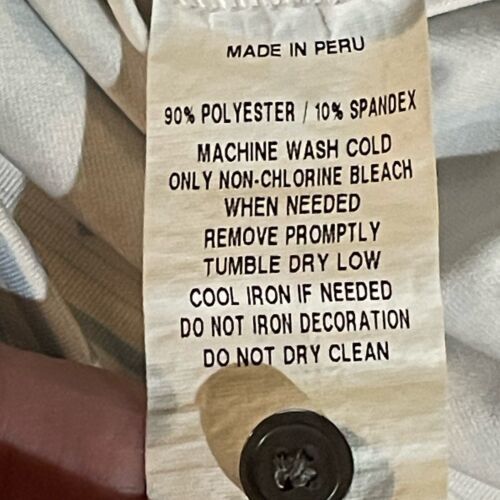 MADE IN PERU
90% POLYESTER / 10% SPANDEX
MACHINE WASH COLD
ONLY NON-CHLORINE BLEACH
WHEN NEEDED
REMOVE PROMPTLY
TUMBLE DRY LOW
COOL IRON IF NEEDED
DO NOT IRON DECORATION
DO NOT DRY CLEAN